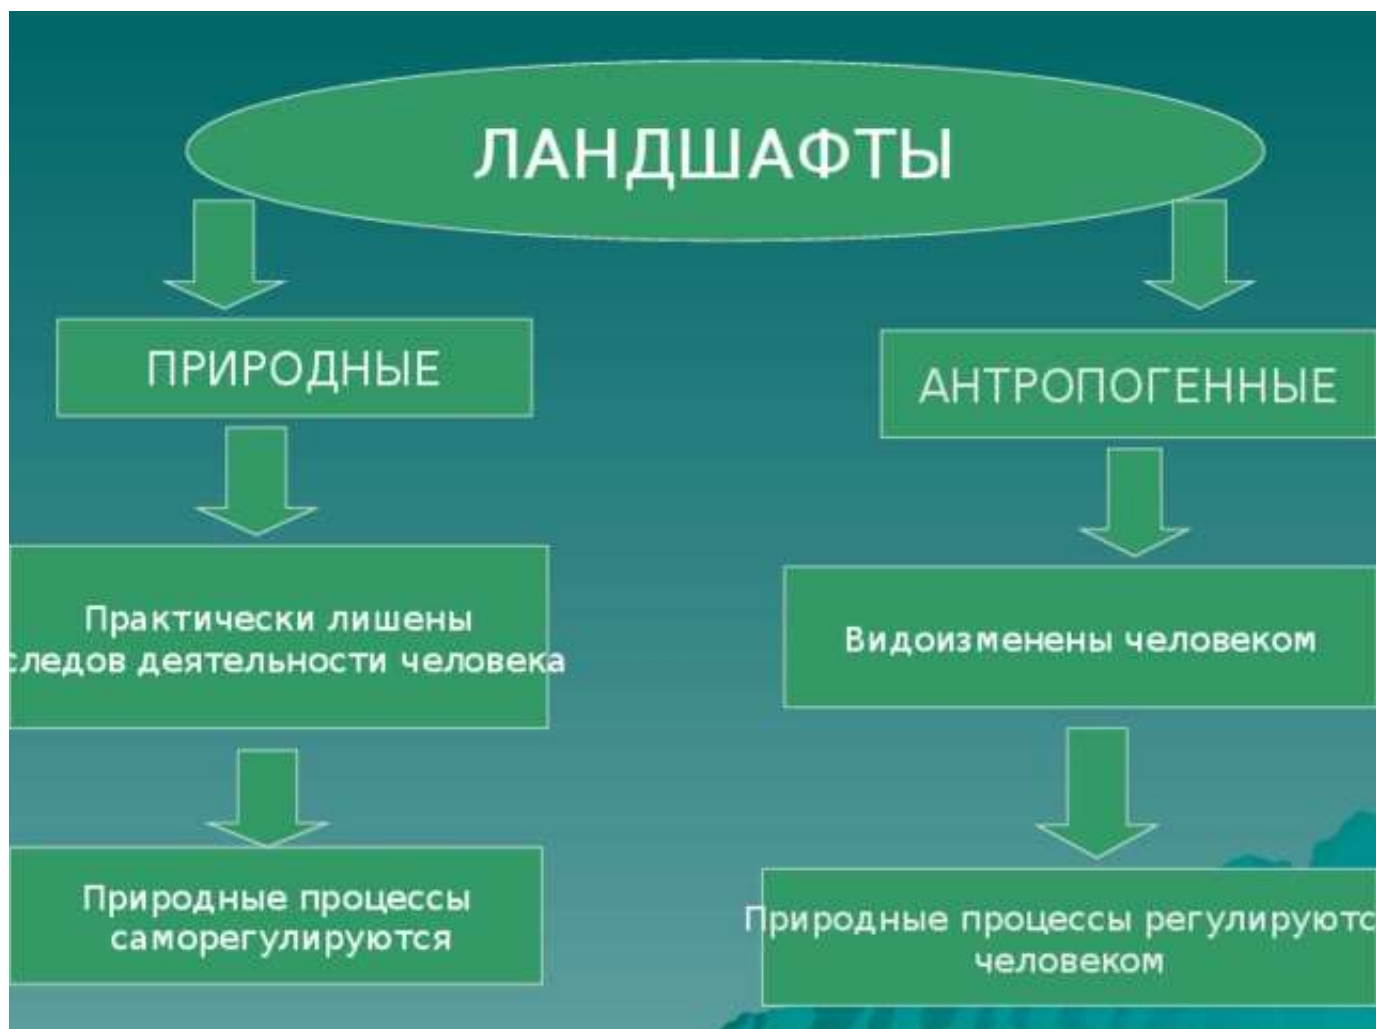 ЛАНДШАФТЫ
ПРИРОДНЫЕ
АНТРОПОГЕННЫЕ
Практически лишены
следов деятельности человека
Видоизменены человеком
Природные процессы
саморегулируются
Природные процессы регулируютс
человеком